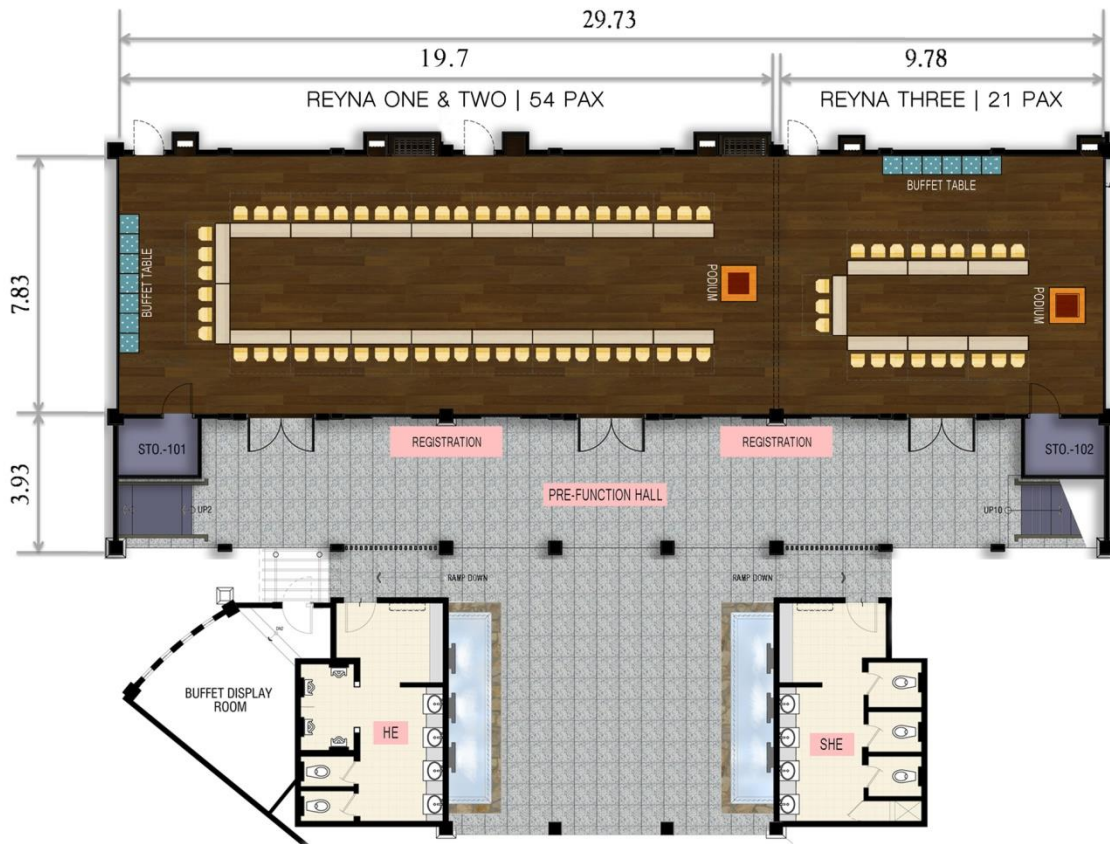 29.73
19.7
9.78
REYNA ONE & TWO | 54 PAX
REYNA THREE | 21 PAX
BUFFET TABLE
7.83
BUFFET TABLE
PODIUM
PODIUM
3.93
STO.-101
REGISTRATION
REGISTRATION
STO.-102
PRE-FUNCTION HALL
UP2
UP10
RAMP DOWN
RAMP DOWN
BUFFET DISPLAY
ROOM
HE
SHE